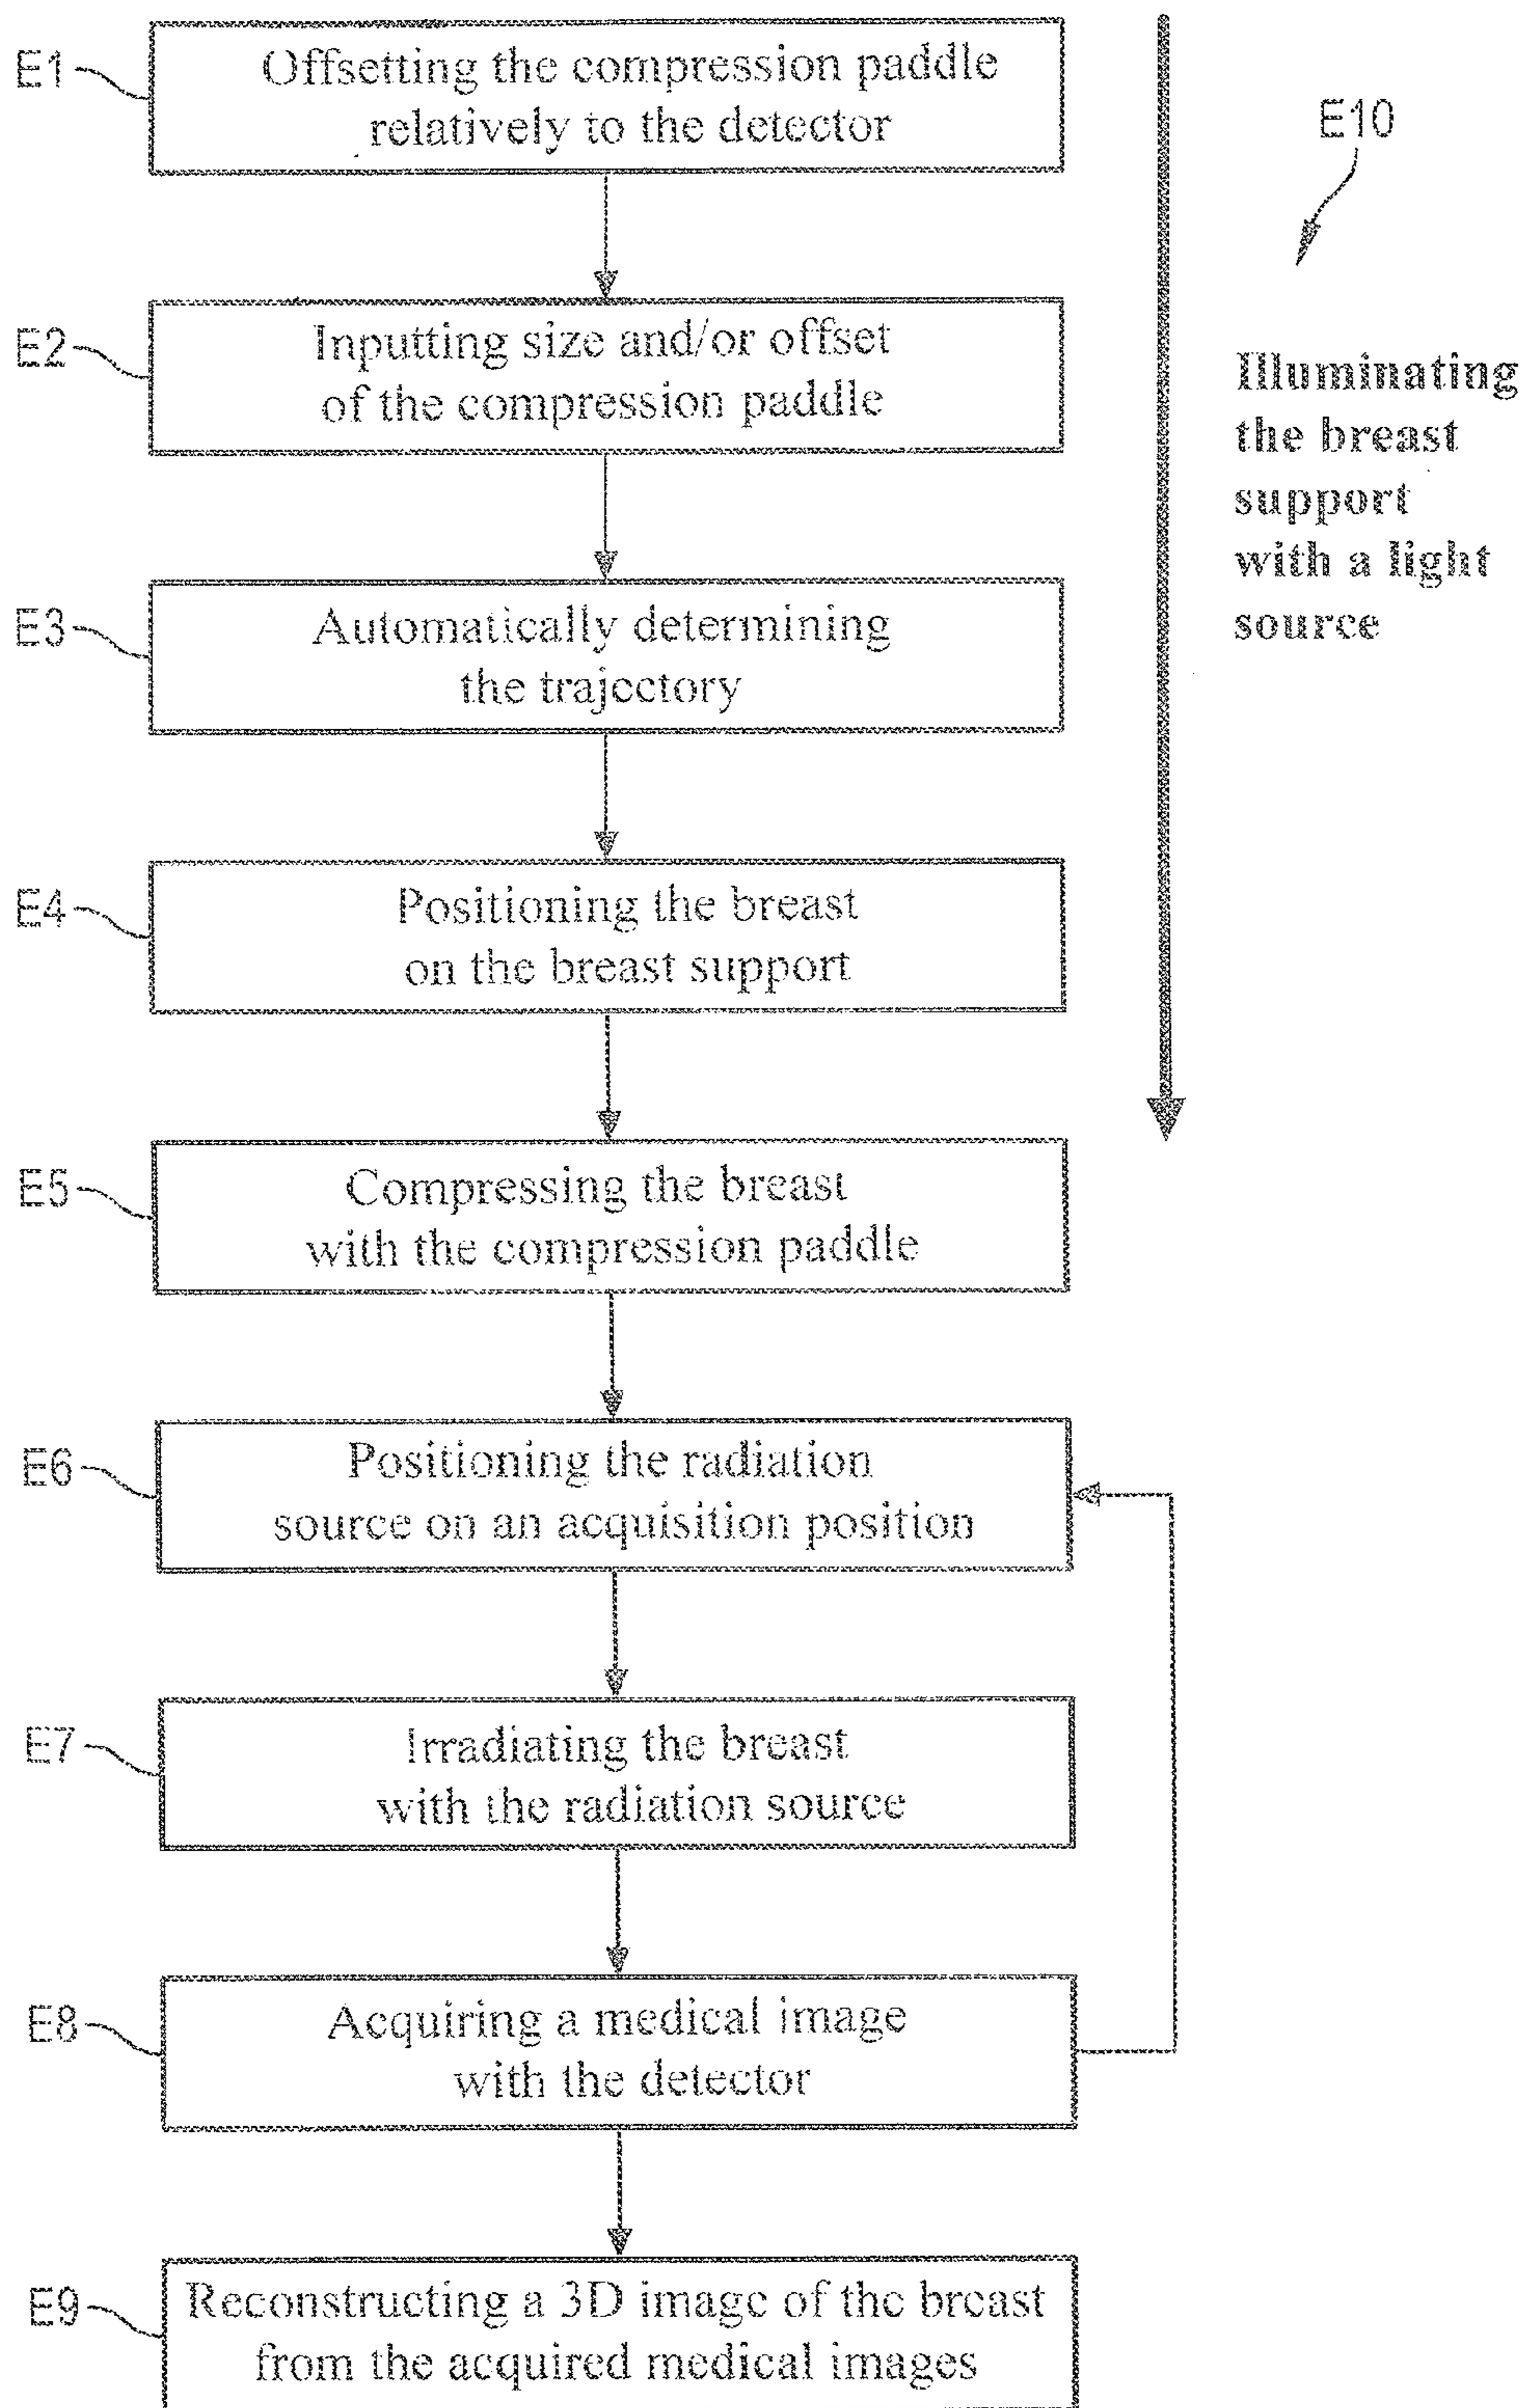 E1
Offsetting the compression paddle
relatively to the detector
E10
E2
Inputting size and/or offset
of the compression paddle
Illuminating
the breast
support
with a light
source
E3
Automatically determining
the trajectory
E4
Positioning the breast
on the breast support
E5
Compressing the breast
with the compression paddle
E6
Positioning the radiation
source on an acquisition position
E7
Irradiating the breast
with the radiation source
E8
Acquiring a medical image
with the detector
E9
Reconstructing a 3D image of the breast
from the acquired medical images